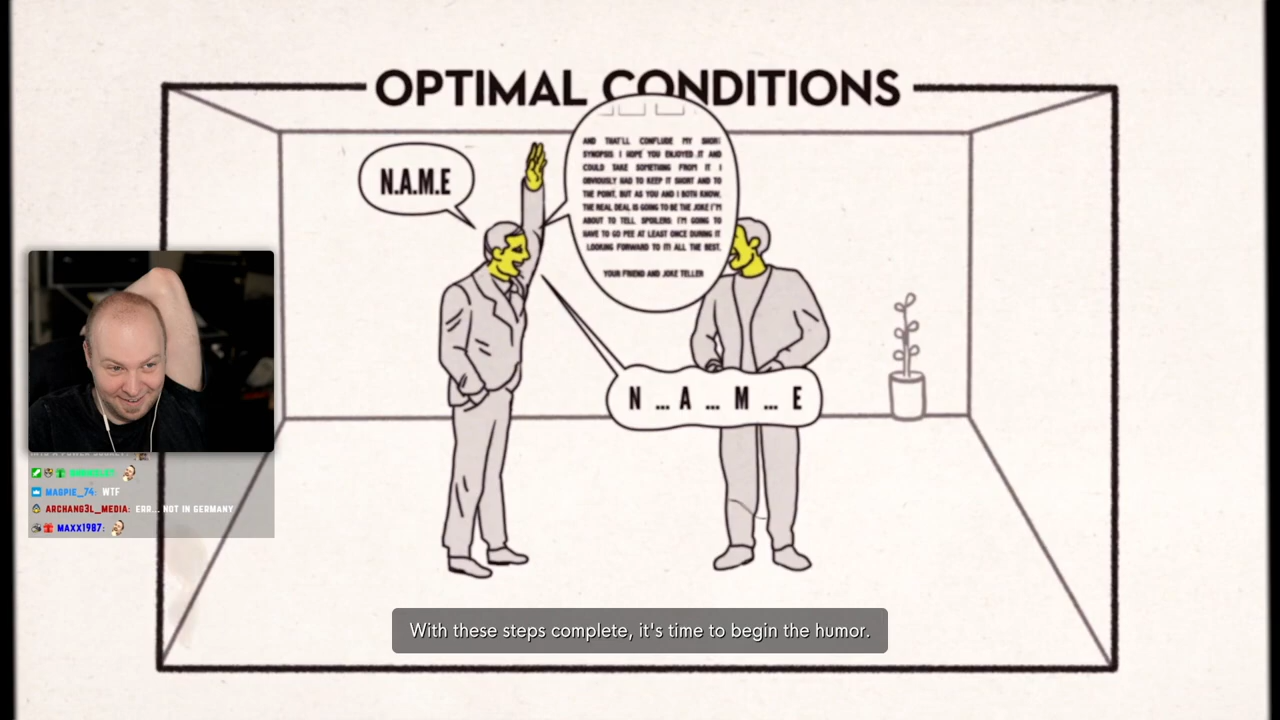 OPTIMAL CONDITIONS
N.A.M.E
AND THAT'LL CONFLUDE MY SHORT
SYNOPSIS I HOPE YOU ENJOYED IT AND
COULD TAKE SOMETHING FROM IT I
OBVIOUSLY HAD TO KEEP IT SHORT AND TO
THE POINT, BUT AS YOU AND I BOTH KNOW,
THE REAL DEAL IS GOING TO BE THE JOKE I'M
ABOUT TO TELL. SPOILERS: I'M GOING TO
HAVE TO GO PEE AT LEAST ONCE DURING IT
LOOKING FORWARD TO IT! ALL THE BEST,
YOUR FRIEND AND JOKE TELLER
N ... A ... M ... E
MAGPIE_74: WTF
ARCHANG3L_MEDIA: ERR... NOT IN GERMANY
MAXX1987:
With these steps complete, it's time to begin the humor.